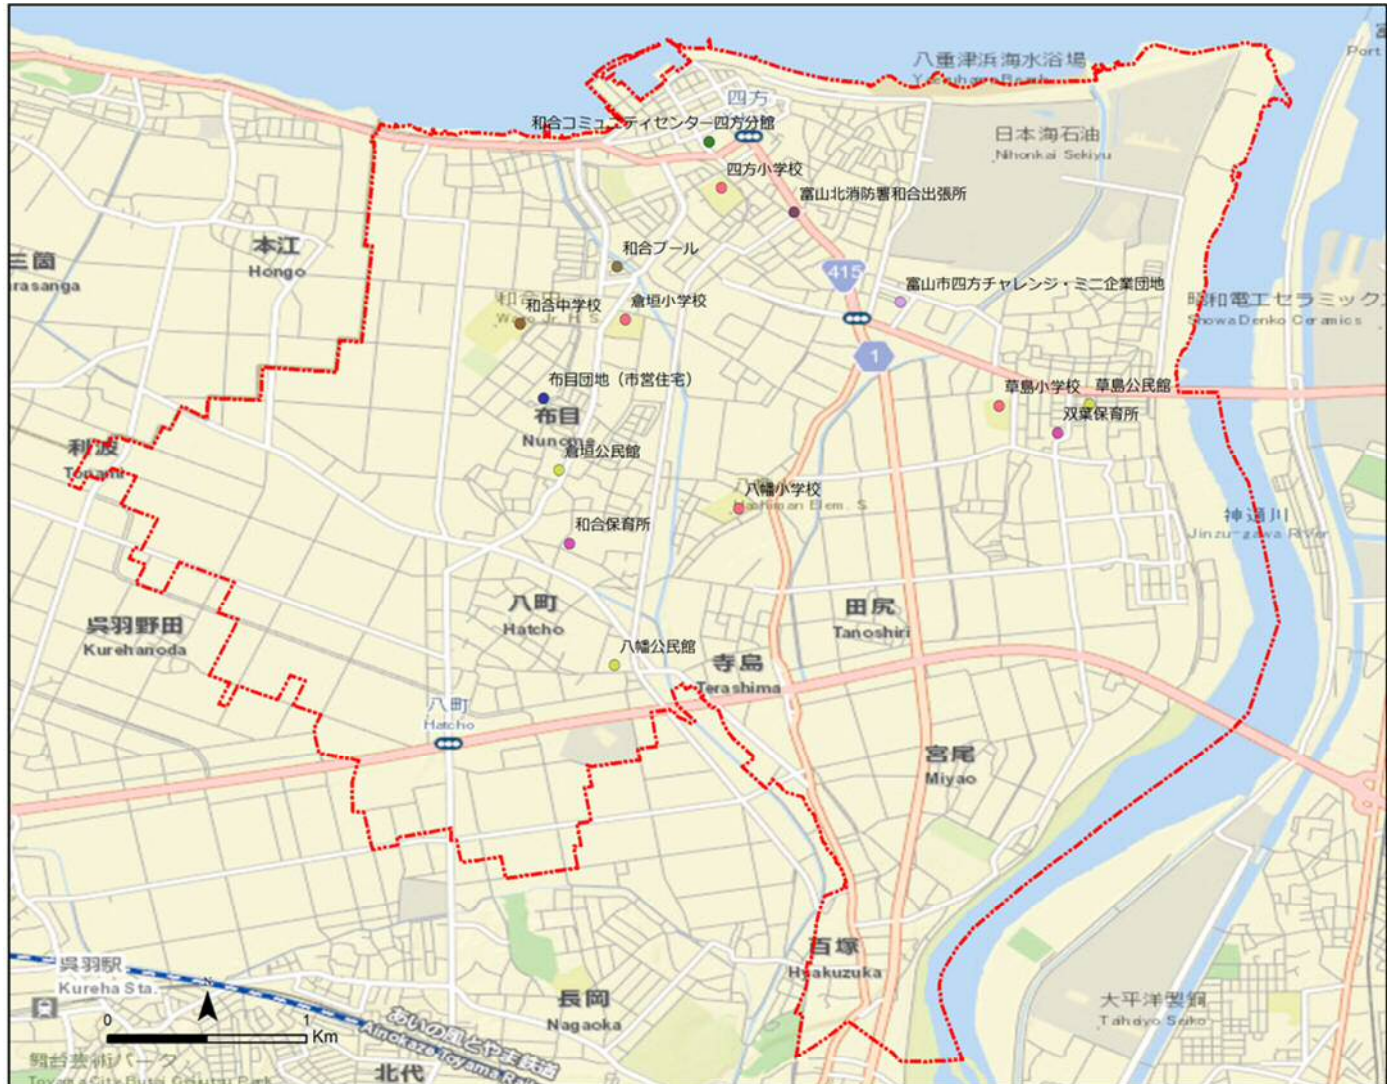 八重津浜海水浴場
四方
和合コミュニティセンター四方分館
日本海石油
Nihonkai Sekiyu
四方小学校
富山北消防署和合出張所
本江
Hongo
三箇
和合プール
415
富山市四方チャレンジ・ミニ企業団地
和合中学校
倉垣小学校
昭和電工セラミック
Showa Denko Ceramics
1
布目団地（市営住宅）
草島小学校
草島公民館
布目
双葉保育所
利波
倉垣公民館
八幡小学校
Hachiman Elem. S
神通川
Jinzu-gawa River
和合保育所
呉羽野田
Kurehanoda
八町
Hatcho
田尻
Tanoshiri
八幡公民館
寺島
Terashima
八町
Hatcho
宮尾
Miyao
百塚
Hyakuzuka
呉羽駅
Kureha Sta.
長岡
Nagaoka
大平洋製鋼
N
0
1
Km
あいの風とやま鉄道
北代